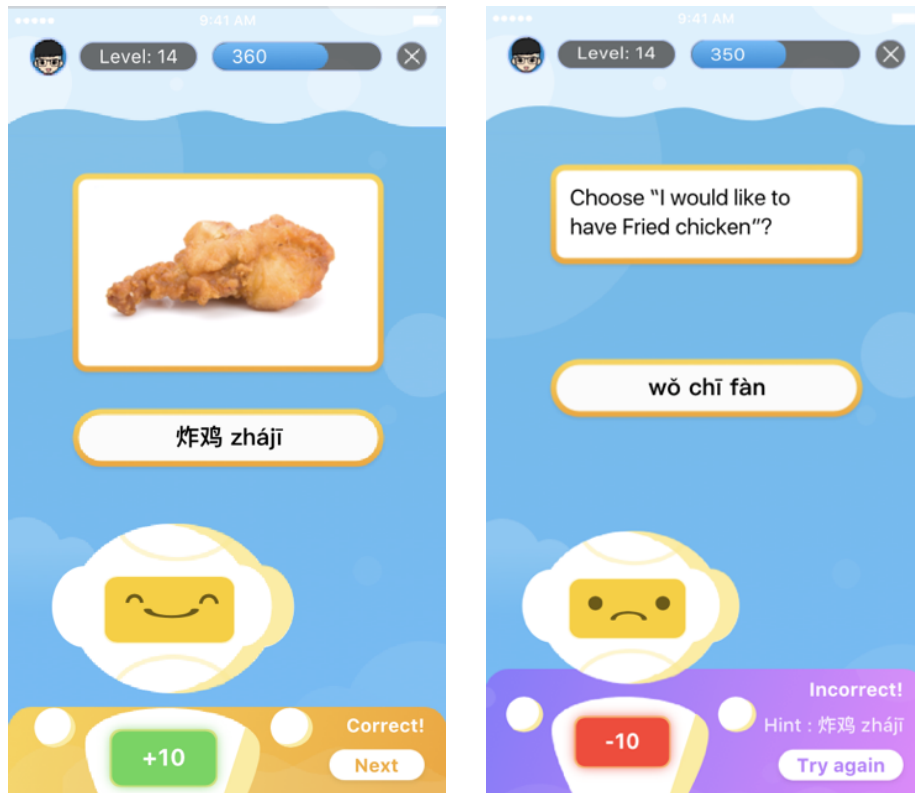 9:41 AM
Level: 14
360
炸鸡 zhájī
+10
Correct!
Next
9:41 AM
Level: 14
350
Choose “I would like to
have Fried chicken”?
wǒ chī fàn
-10
Incorrect!
Hint : 炸鸡 zhájī
Try again